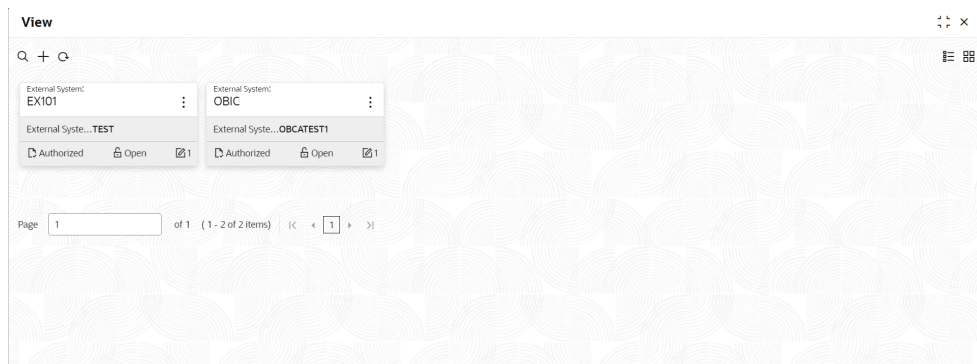 View
External System:
EX101
External Syste...TEST
Authorized Open 1
External System:
OBIC
External Syste...OBCATEST1
Authorized Open 1
Page 1 of 1 ( 1 - 2 of 2 items) 1